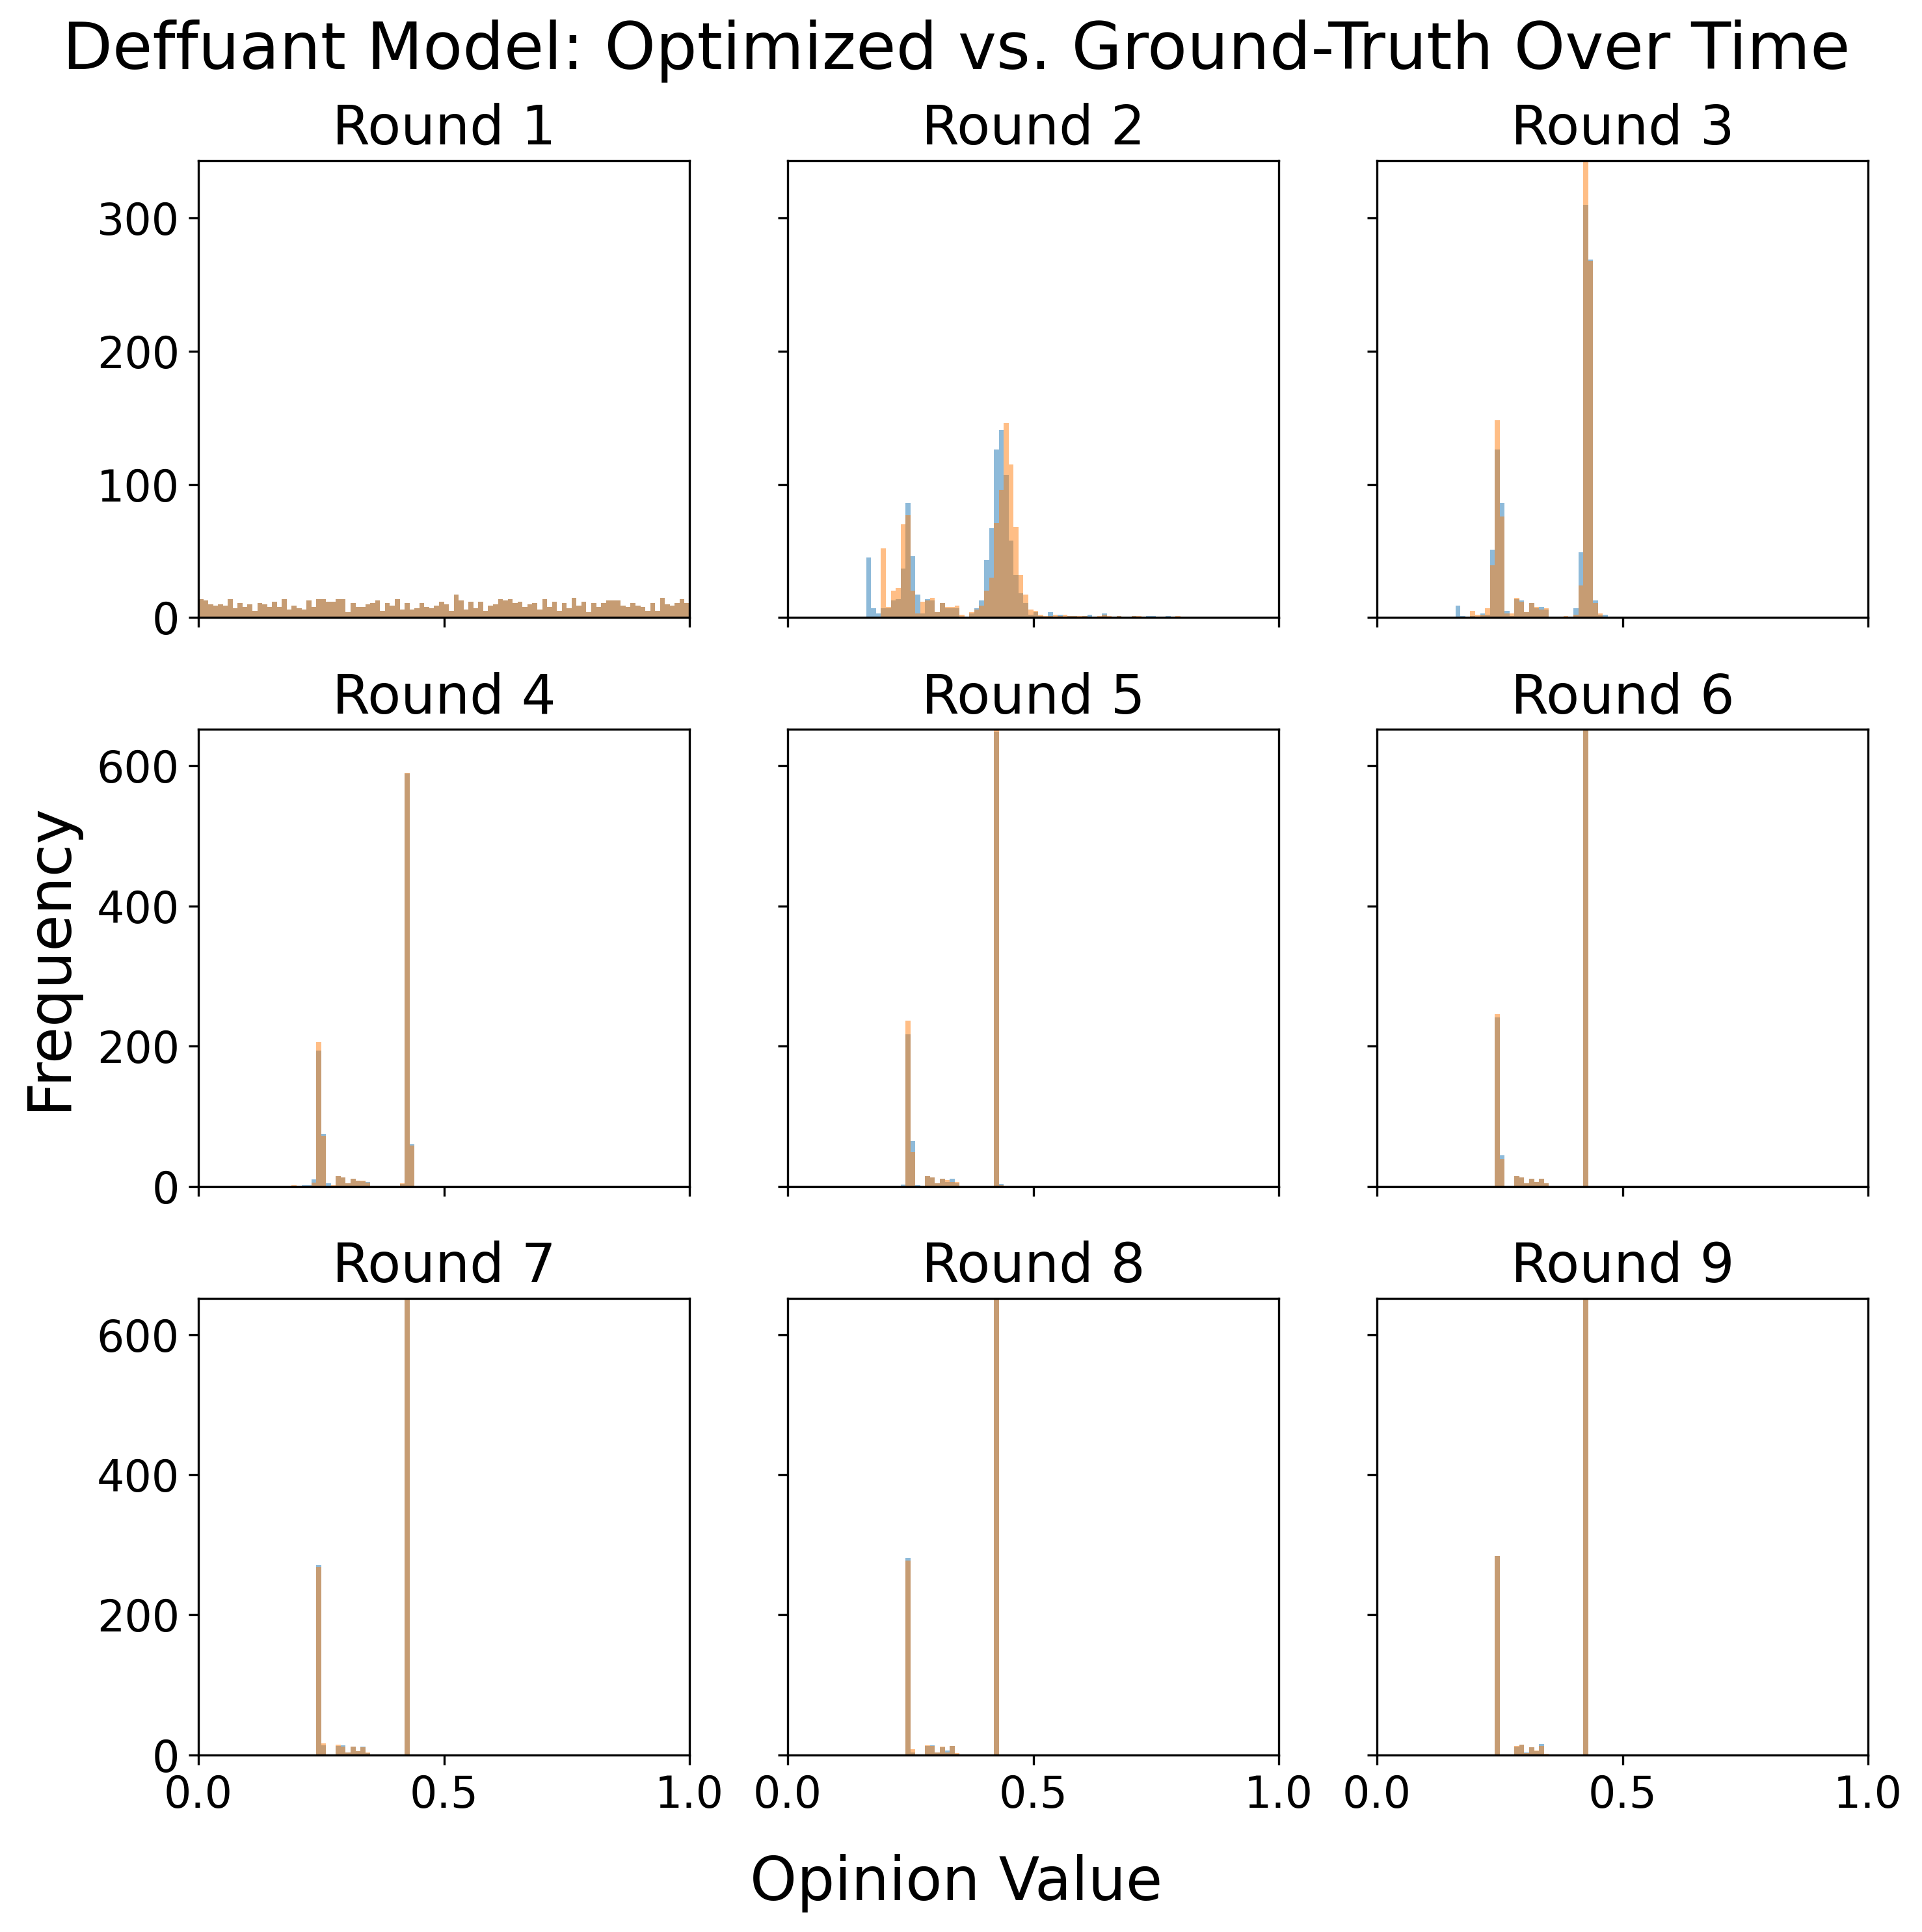 Deffuant Model: Optimized vs. Ground-Truth Over Time
Round 1
Round 2
Round 3
300
200
100
0
Round 4
Round 5
Round 6
600
400
200
0
Frequency
Round 7
Round 8
Round 9
600
400
200
0
0.0 0.5 1.0 0.0 0.5 1.0 0.0 0.5 1.0
Opinion Value